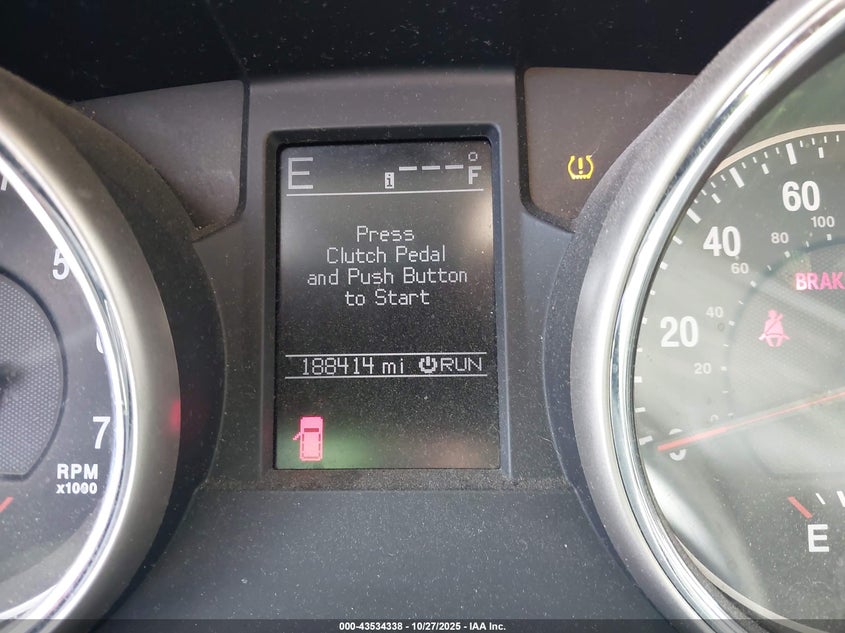 E
i
---°F
Press
Clutch Pedal
and Push Button
to Start
188414 mi RUN
5
7
RPM
x1000
60
100
40
80
60
BRAK
20
40
20
E
000-43534338 - 10/27/2025 - IAA Inc.